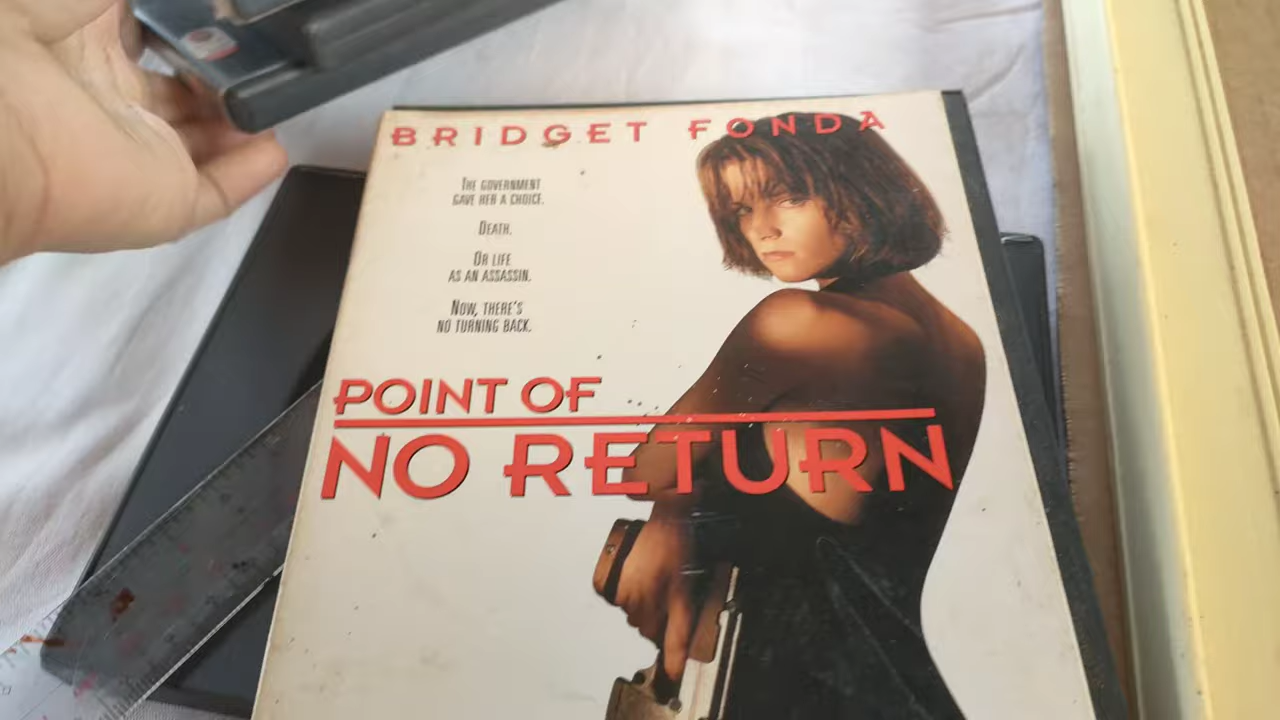 BRIDGET FONDA
THE GOVERNMENT
GAVE HER A CHOICE.
DEATH.
OR LIFE
AS AN ASSASSIN.
NOW, THERE'S
NO TURNING BACK.
POINT OF
NO RETURN